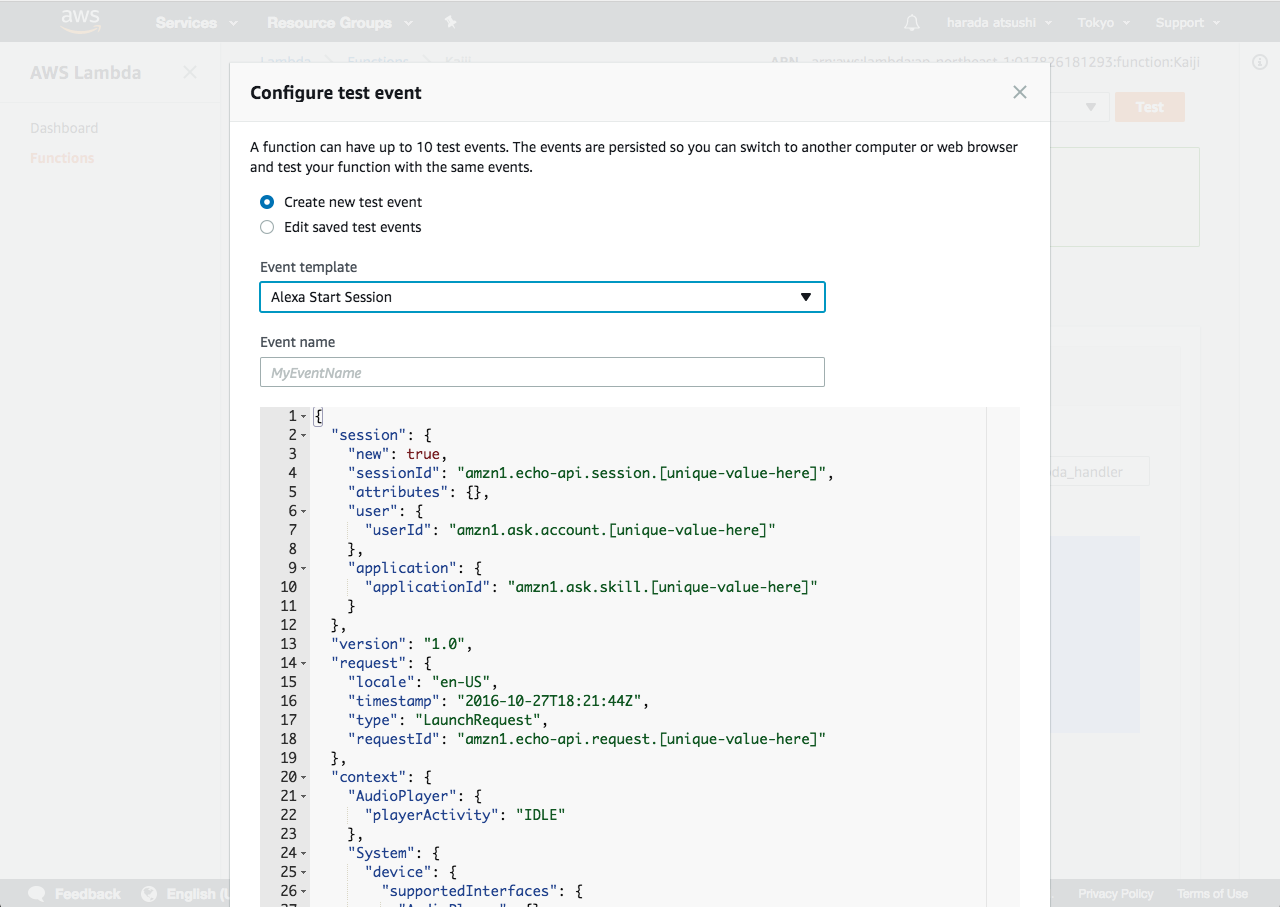 aws
Services
Resource Groups
harada atsushi
Tokyo
Support
AWS Lambda
Dashboard
Functions
Lambda
Functions
Kaiji
ARN - arn:aws:lambda:ap-northeast-1:017826181293:function:Kaiji
Test
Configure test event
A function can have up to 10 test events. The events are persisted so you can switch to another computer or web browser
and test your function with the same events.
Create new test event
Edit saved test events
Event template
Alexa Start Session
Event name
MyEventName
da_handler
1 {
2 "session": {
3 "new": true,
4 "sessionId": "amzn1.echo-api.session.[unique-value-here]",
5 "attributes": {},
6 "user": {
7 "userId": "amzn1.ask.account.[unique-value-here]"
8 },
9 "application": {
10 "applicationId": "amzn1.ask.skill.[unique-value-here]"
11 }
12 },
13 "version": "1.0",
14 "request": {
15 "locale": "en-US",
16 "timestamp": "2016-10-27T18:21:44Z",
17 "type": "LaunchRequest",
18 "requestId": "amzn1.echo-api.request.[unique-value-here]"
19 },
20 "context": {
21 "AudioPlayer": {
22 "playerActivity": "IDLE"
23 },
24 "System": {
25 "device": {
26 "supportedInterfaces": {
27 "AudioPlayer": {}
Feedback
English (U
Privacy Policy
Terms of Use